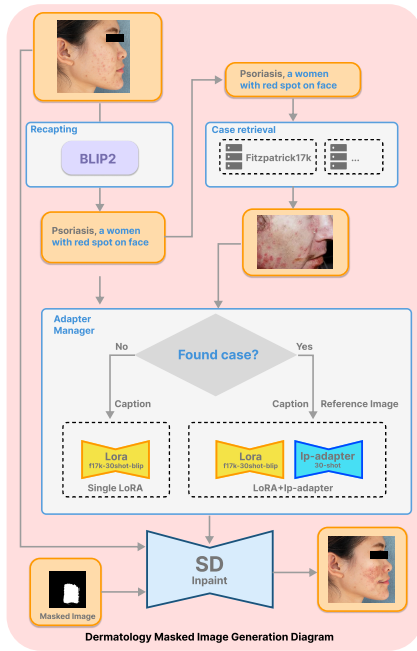 Psoriasis, a women
with red spot on face
Recapting
BLIP2
Case retrieval
Fitzpatrick17k
...
Psoriasis, a women
with red spot on face
Adapter
Manager
Found case?
No
Yes
Caption
Caption
Reference Image
Lora
f17k-30shot-blip
Single LoRA
Lora
f17k-30shot-blip
Ip-adapter
30-shot
LoRA+Ip-adapter
SD
Inpaint
Masked Image
Dermatology Masked Image Generation Diagram